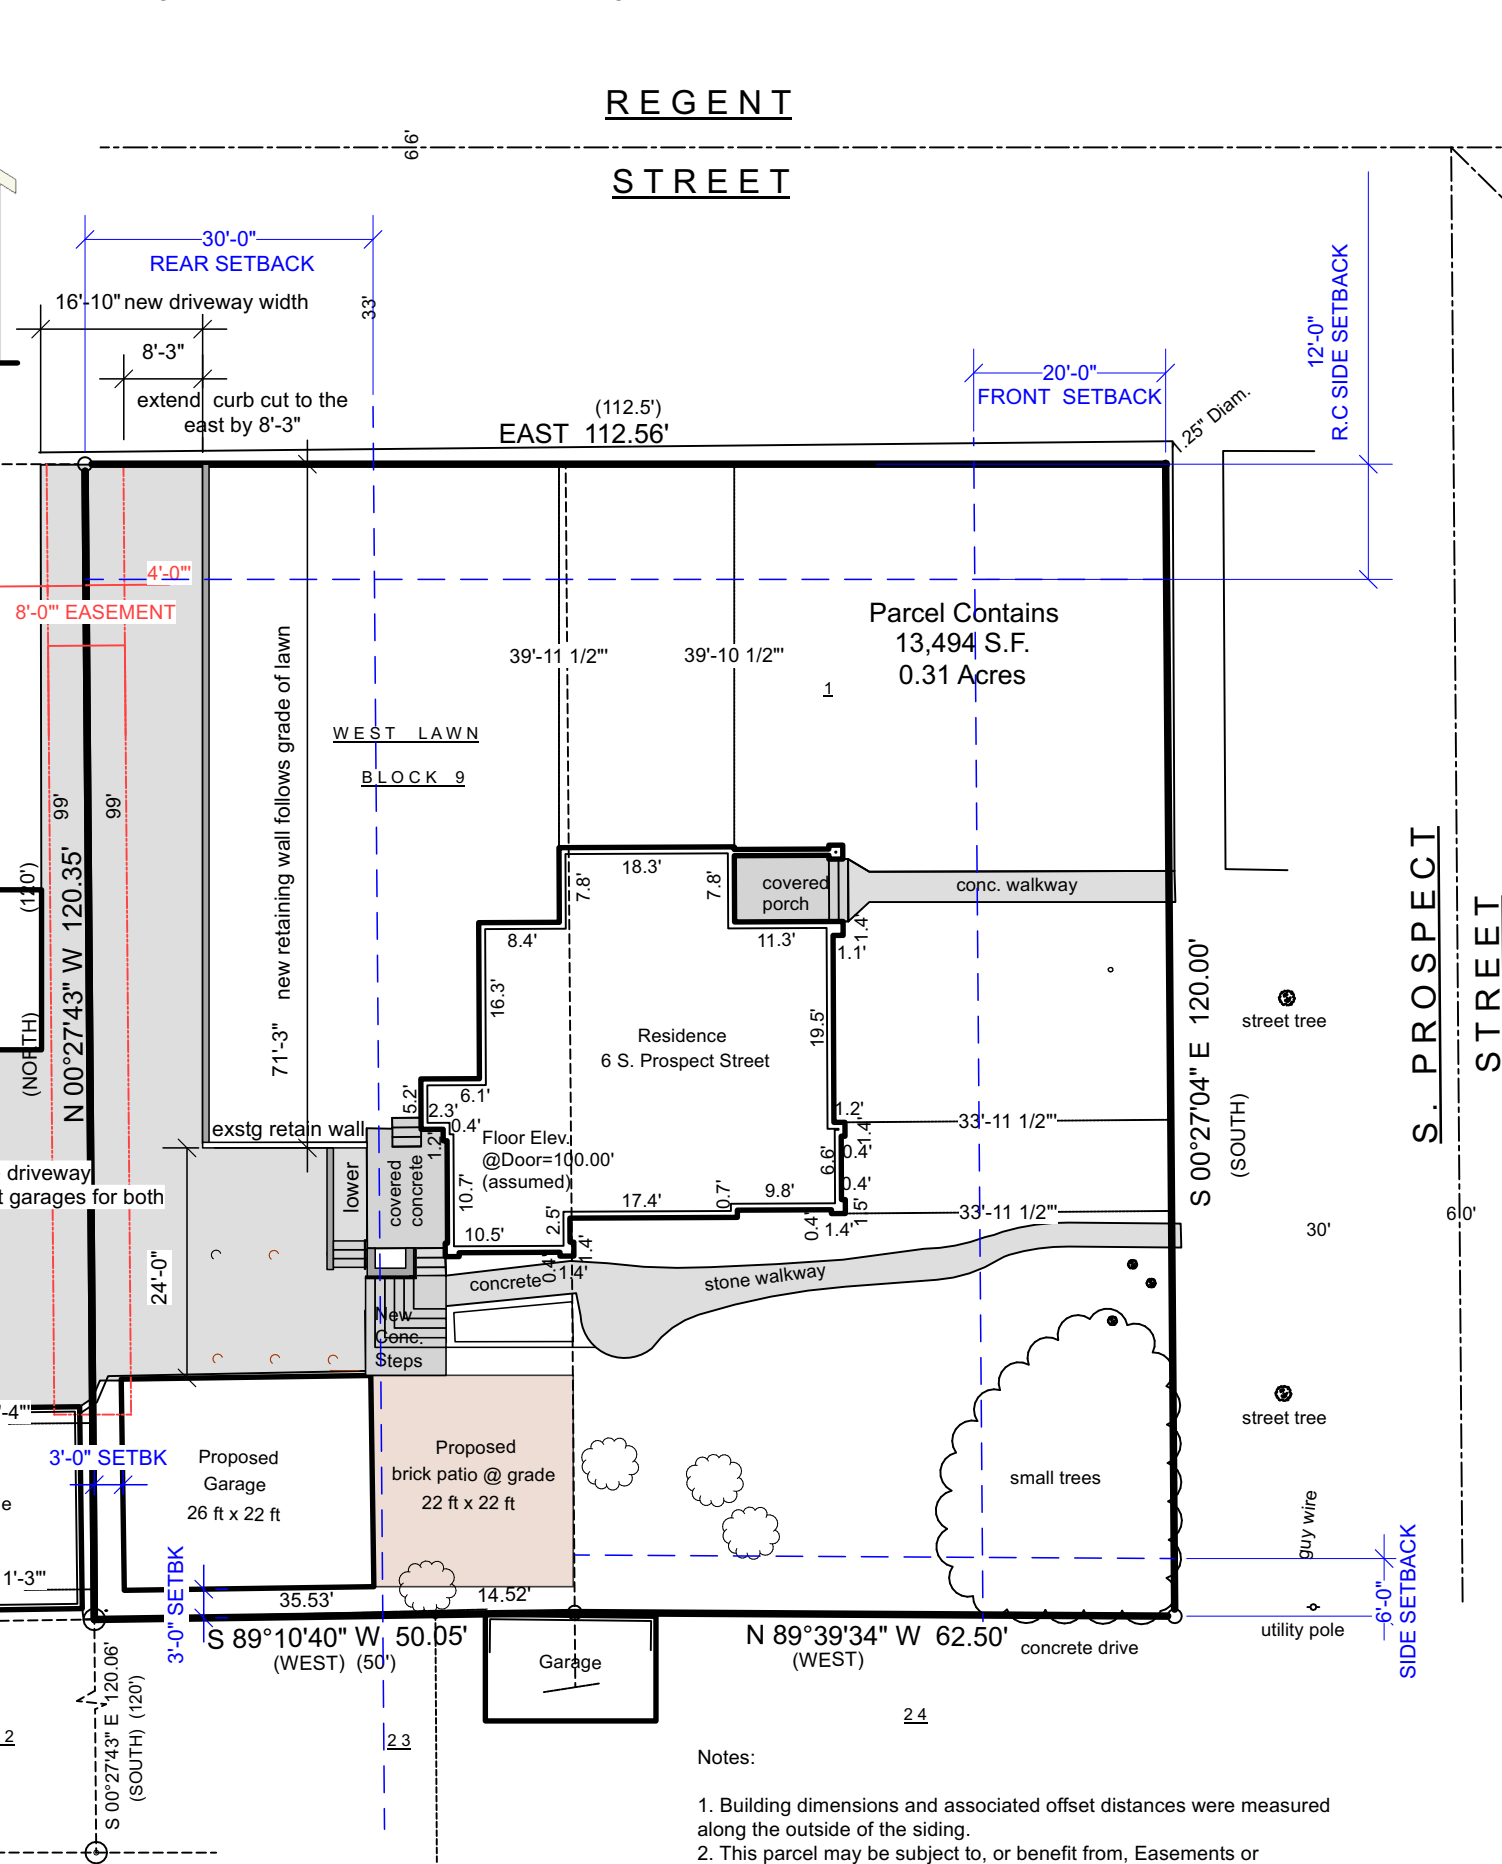 REGENT
66'
STREET
30'-0"
REAR SETBACK
16'-10" new driveway width
33'
8'-3"
extend curb cut to the
east by 8'-3"
12'-0"
R.C SIDE SETBACK
20'-0"
FRONT SETBACK
(112.5')
EAST 112.56'
1.25" Diam.
4'-0"'
8'-0"' EASEMENT
Parcel Contains
13,494 S.F.
0.31 Acres
39'-11 1/2"'
39'-10 1/2"'
1
WEST LAWN
BLOCK 9
71'-3" new retaining wall follows grade of lawn
99'
99'
(120')
N 00°27'43" W 120.35'
(NORTH)
18.3'
7.8'
7.8'
covered
porch
conc. walkway
8.4'
11.3'
1.4'
1.1'
16.3'
19.5'
Residence
6 S. Prospect Street
S 00°27'04" E 120.00'
(SOUTH)
S. PROSPECT
STREET
street tree
5.2'
6.1'
2.3'
0.4'
1.2'
exstg retain wall
Floor Elev.
@Door=100.00'
(assumed)
1.2'
1.4'
0.4'
6.6'
0.4'
1.5'
33'-11 1/2"'
33'-11 1/2"'
driveway
t garages for both
lower
covered
concrete
10.7'
17.4'
0.7'
9.8'
10.5'
2.5'
1.4'
0.4'
1.4'
0.4'
1.4'
30'
60'
24'-0"
concrete
stone walkway
New
Conc.
Steps
-4"'
3'-0" SETBK
Proposed
Garage
26 ft x 22 ft
Proposed
brick patio @ grade
22 ft x 22 ft
small trees
street tree
guy wire
e
1'-3"'
3'-0" SETBK
35.53'
14.52'
6'-0"
SIDE SETBACK
S 89°10'40" W 50.05'
(WEST) (50')
Garage
N 89°39'34" W 62.50'
(WEST)
concrete drive
utility pole
S 00°27'43" E 120.06'
(SOUTH) (120')
2
23
24
Notes:
1. Building dimensions and associated offset distances were measured
along the outside of the siding.
2. This parcel may be subject to, or benefit from, Easements or